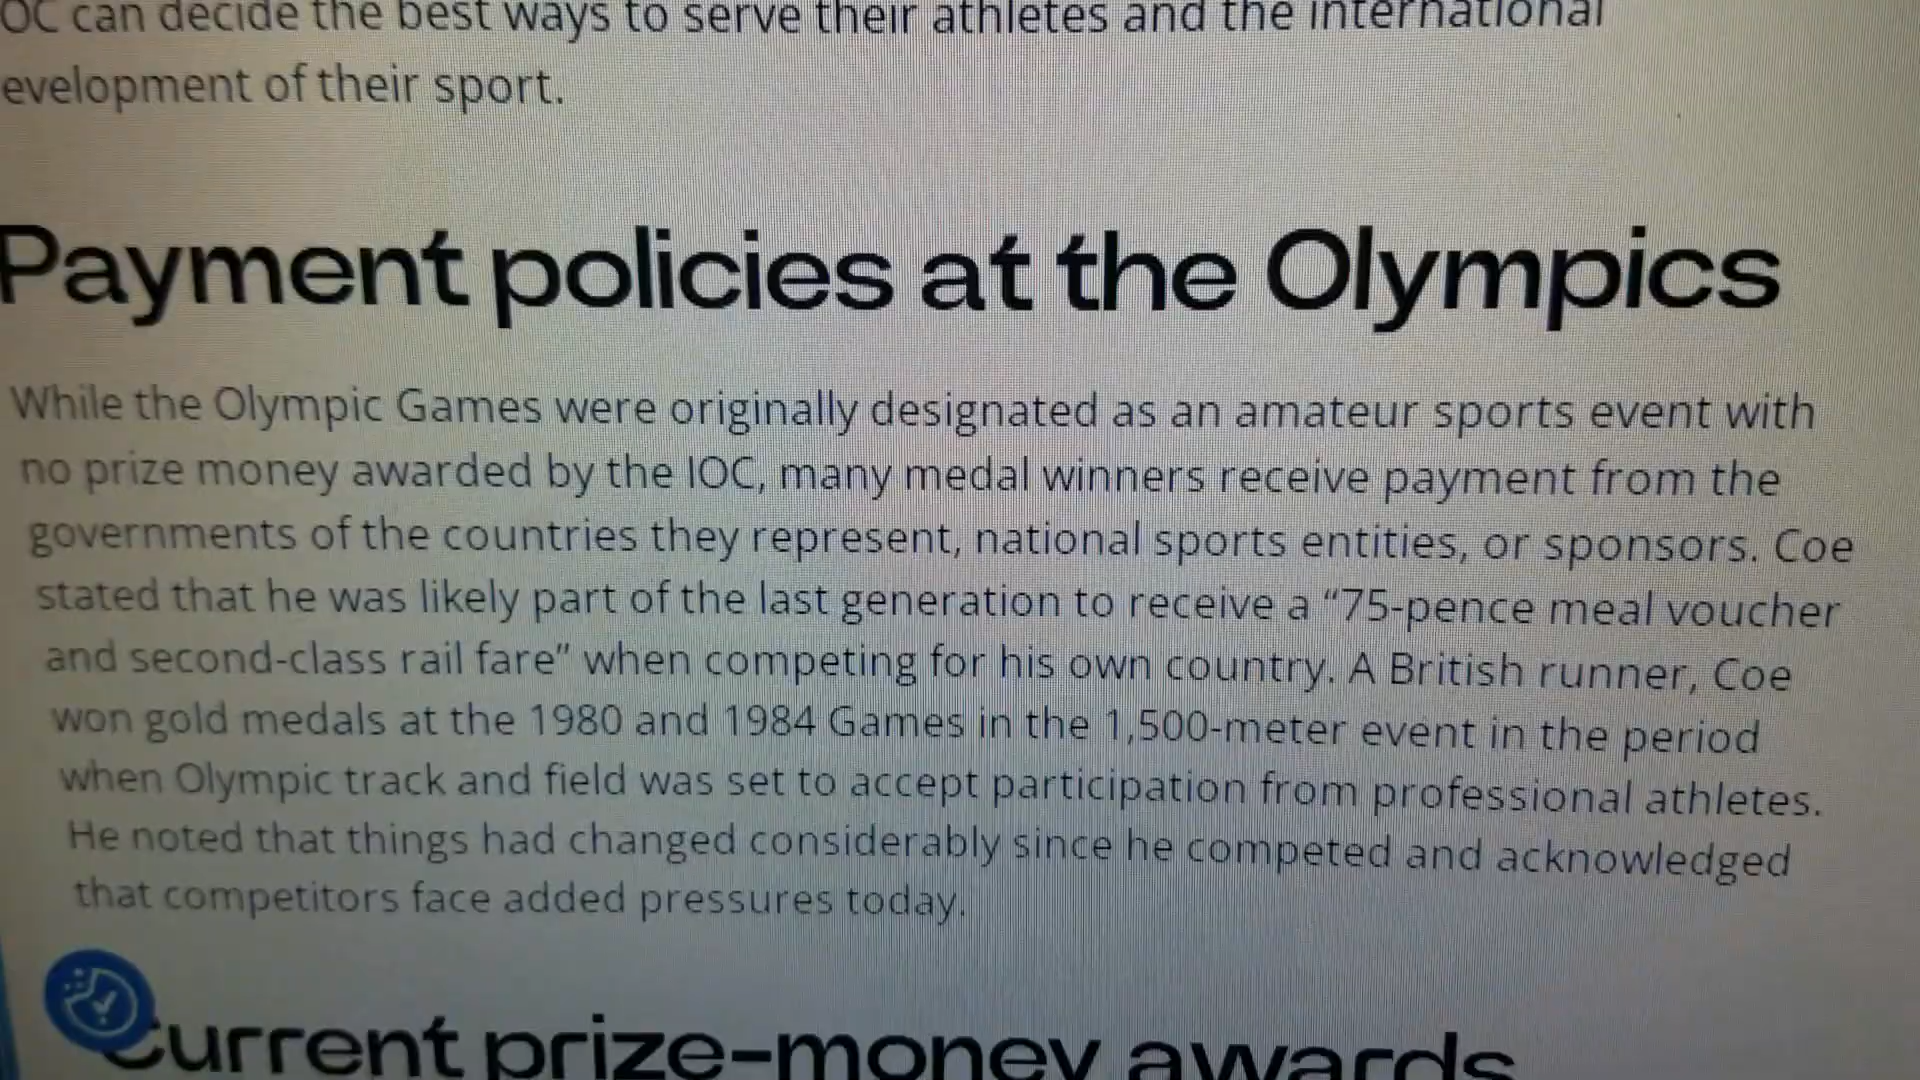 OC can decide the best ways to serve their athletes and the international
evelopment of their sport.
Payment policies at the Olympics
While the Olympic Games were originally designated as an amateur sports event with
no prize money awarded by the IOC, many medal winners receive payment from the
governments of the countries they represent, national sports entities, or sponsors. Coe
stated that he was likely part of the last generation to receive a “75-pence meal voucher
and second-class rail fare” when competing for his own country. A British runner, Coe
won gold medals at the 1980 and 1984 Games in the 1,500-meter event in the period
when Olympic track and field was set to accept participation from professional athletes.
He noted that things had changed considerably since he competed and acknowledged
that competitors face added pressures today.
Current prize-money awards